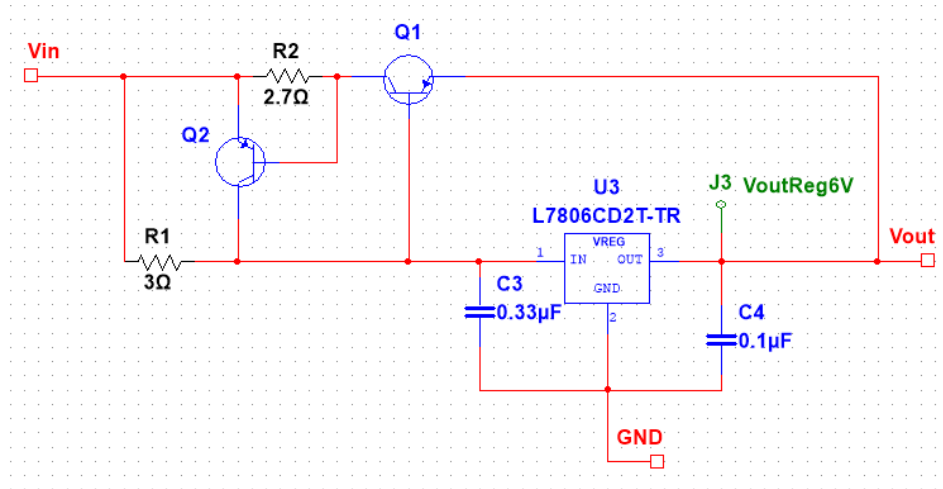 Q1
Vin
R2
2.7Ω
Q2
U3
L7806CD2T-TR
J3 VoutReg6V
R1
3Ω
1
VREG
IN OUT
GND
3
Vout
2
C3
0.33µF
C4
0.1µF
GND